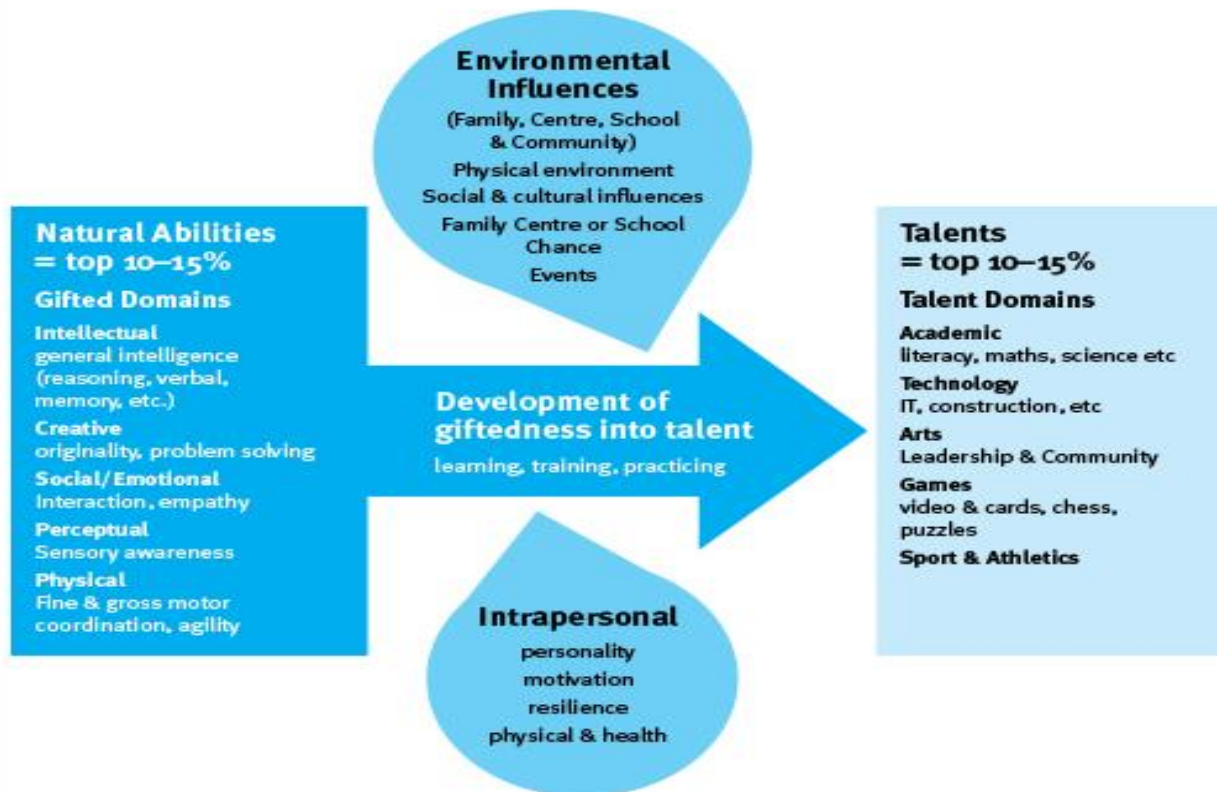 Environmental
Influences
(Family, Centre, School
& Community)
Physical environment
Social & cultural influences
Family Centre or School
Chance
Events
Natural Abilities
= top 10–15%
Gifted Domains
Intellectual
general intelligence
(reasoning, verbal,
memory, etc.)
Creative
originality, problem solving
Social/Emotional
Interaction, empathy
Perceptual
Sensory awareness
Physical
Fine & gross motor
coordination, agility
Development of
giftedness into talent
learning, training, practicing
Talents
= top 10–15%
Talent Domains
Academic
literacy, maths, science etc
Technology
IT, construction, etc
Arts
Leadership & Community
Games
video & cards, chess,
puzzles
Sport & Athletics
Intrapersonal
personality
motivation
resilience
physical & health